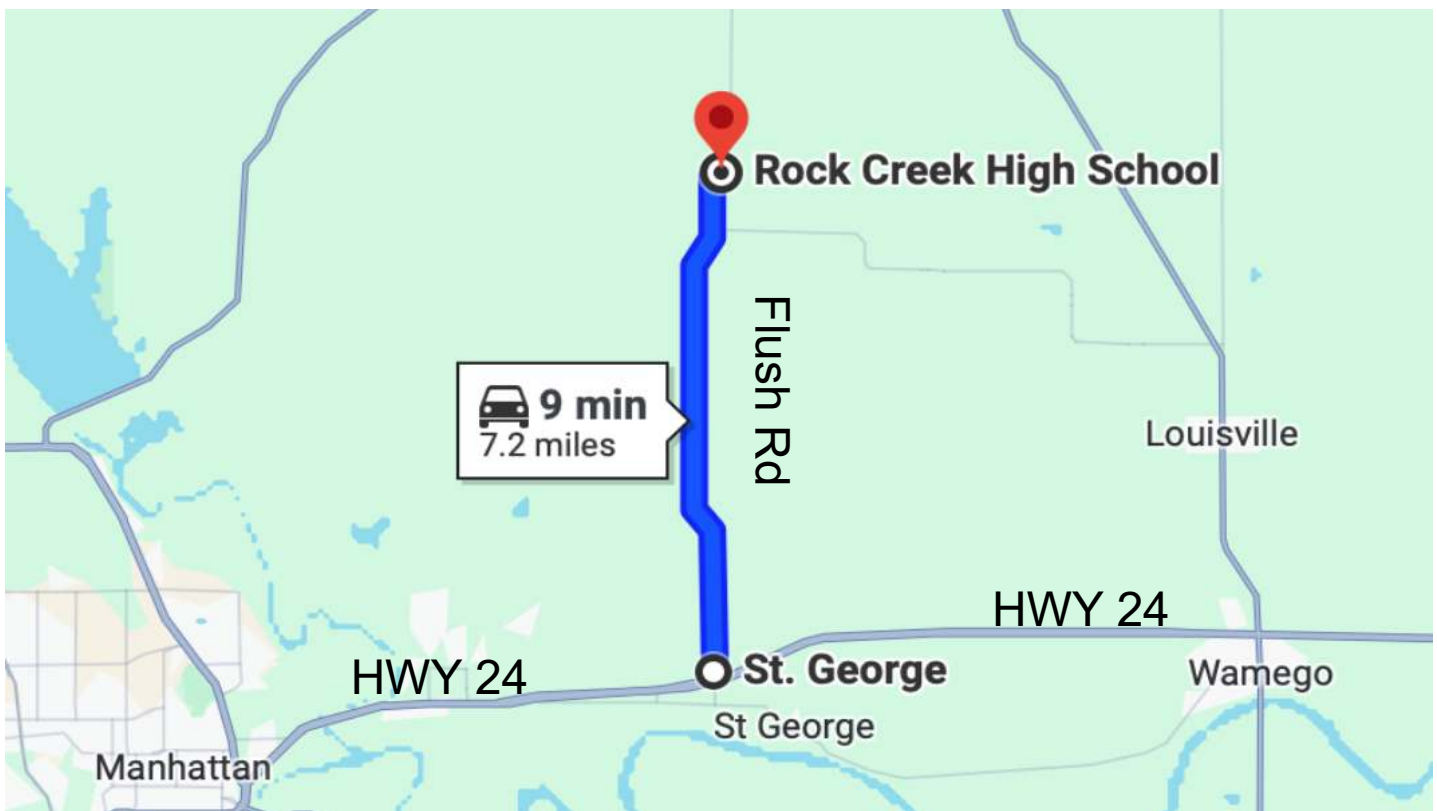 Rock Creek High School
Flush Rd
9 min
7.2 miles
Louisville
HWY 24
HWY 24
St. George
Wamego
St George
Manhattan